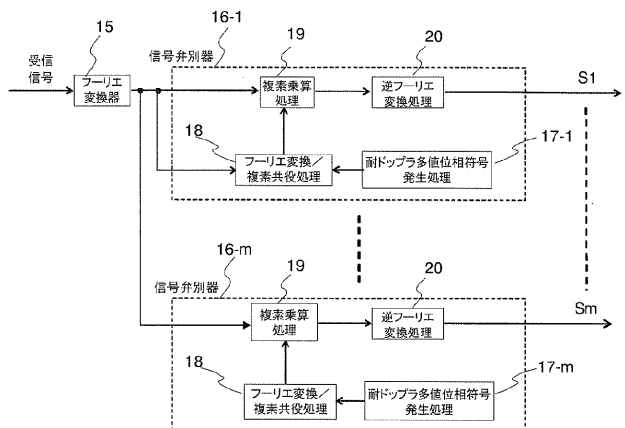 受信
信号
15
フーリエ
変換器
16-1
信号弁別器
19
複素乗算
処理
20
逆フーリエ
変換処理
S1
18
フーリエ変換／
複素共役処理
17-1
耐ドップラ多値位相符号
発生処理
16-m
信号弁別器
19
複素乗算
処理
20
逆フーリエ
変換処理
Sm
18
フーリエ変換／
複素共役処理
17-m
耐ドップラ多値位相符号
発生処理